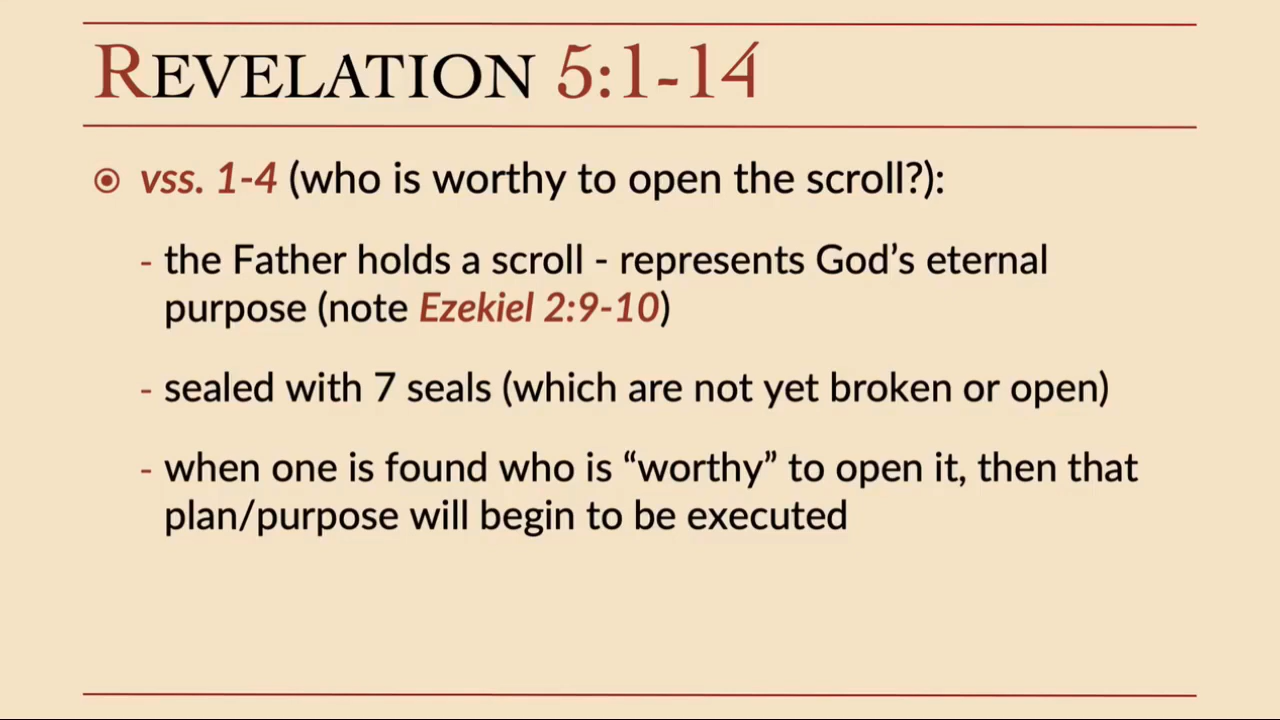 REVELATION 5:1-14
vss. 1-4 (who is worthy to open the scroll?):
- the Father holds a scroll - represents God’s eternal
purpose (note Ezekiel 2:9-10)
- sealed with 7 seals (which are not yet broken or open)
- when one is found who is “worthy” to open it, then that
plan/purpose will begin to be executed